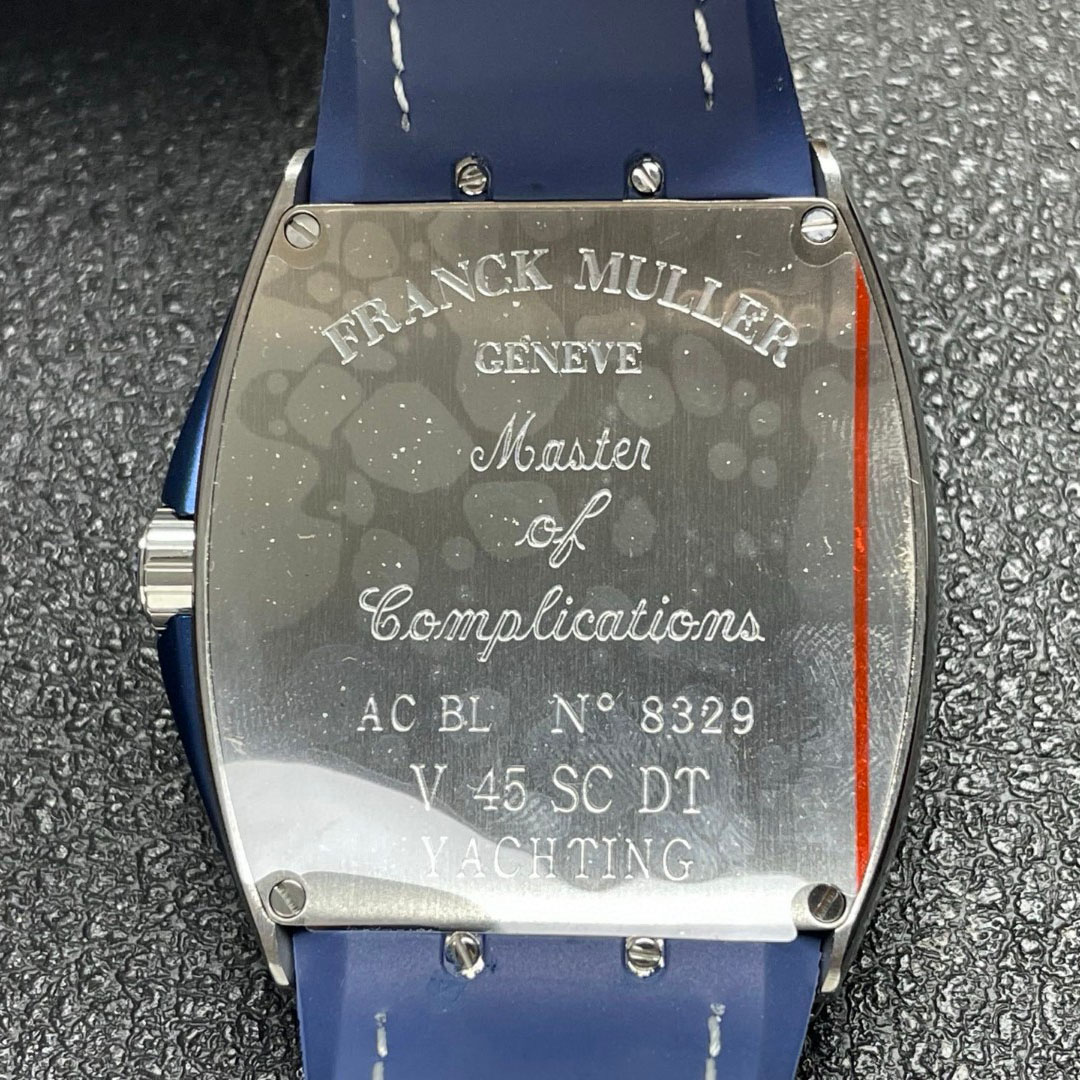 FRANCK MULLER
GENEVE
Master
of
Complications
AC BL N° 8329
V 45 SC DT
YACHTING